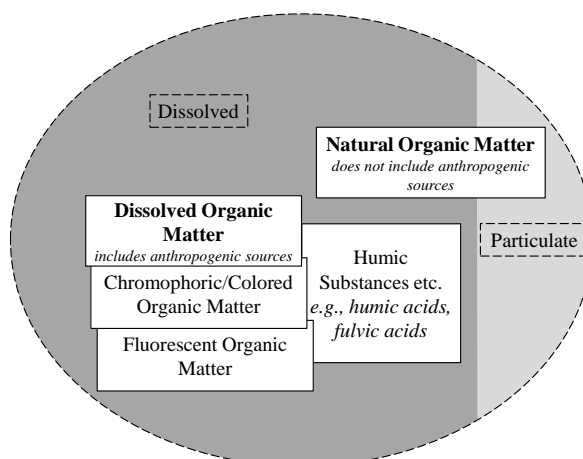 Dissolved
Natural Organic Matter
does not include anthropogenic
sources
Dissolved Organic
Matter
includes anthropogenic sources
Particulate
Humic
Substances etc.
e.g., humic acids,
fulvic acids
Chromophoric/Colored
Organic Matter
Fluorescent Organic
Matter